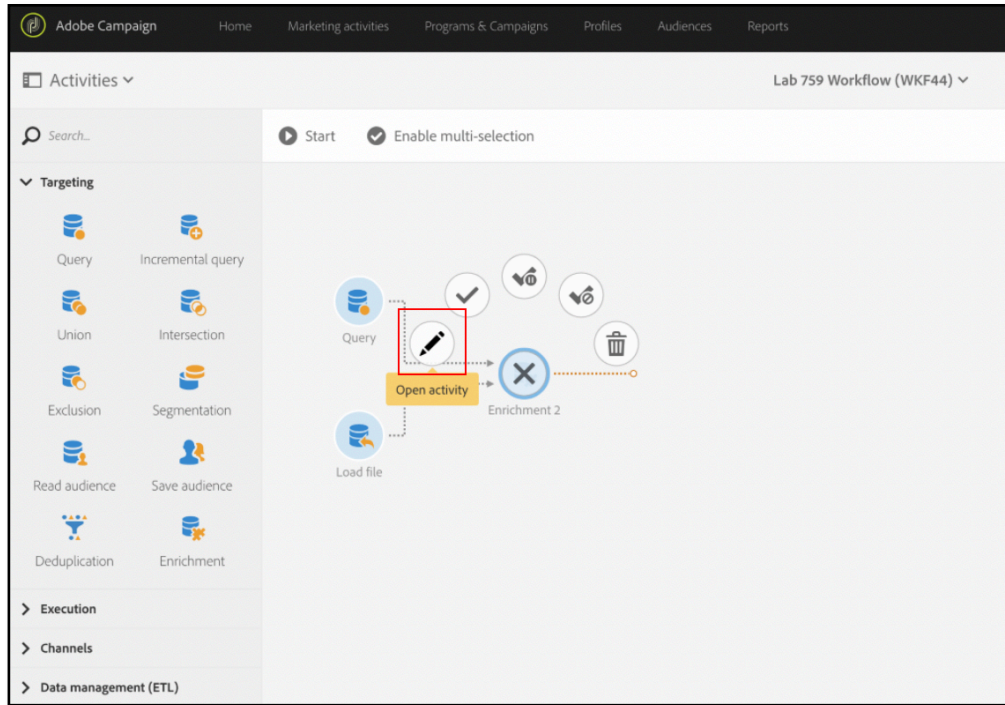 Adobe Campaign Home Marketing activities Programs & Campaigns Profiles Audiences Reports
Activities Lab 759 Workflow (WKF44)
Search... Start Enable multi-selection
Targeting
Query Incremental query
Union Intersection
Exclusion Segmentation
Read audience Save audience
Deduplication Enrichment
Execution
Channels
Data management (ETL)
Query
Open activity
Enrichment 2
Load file